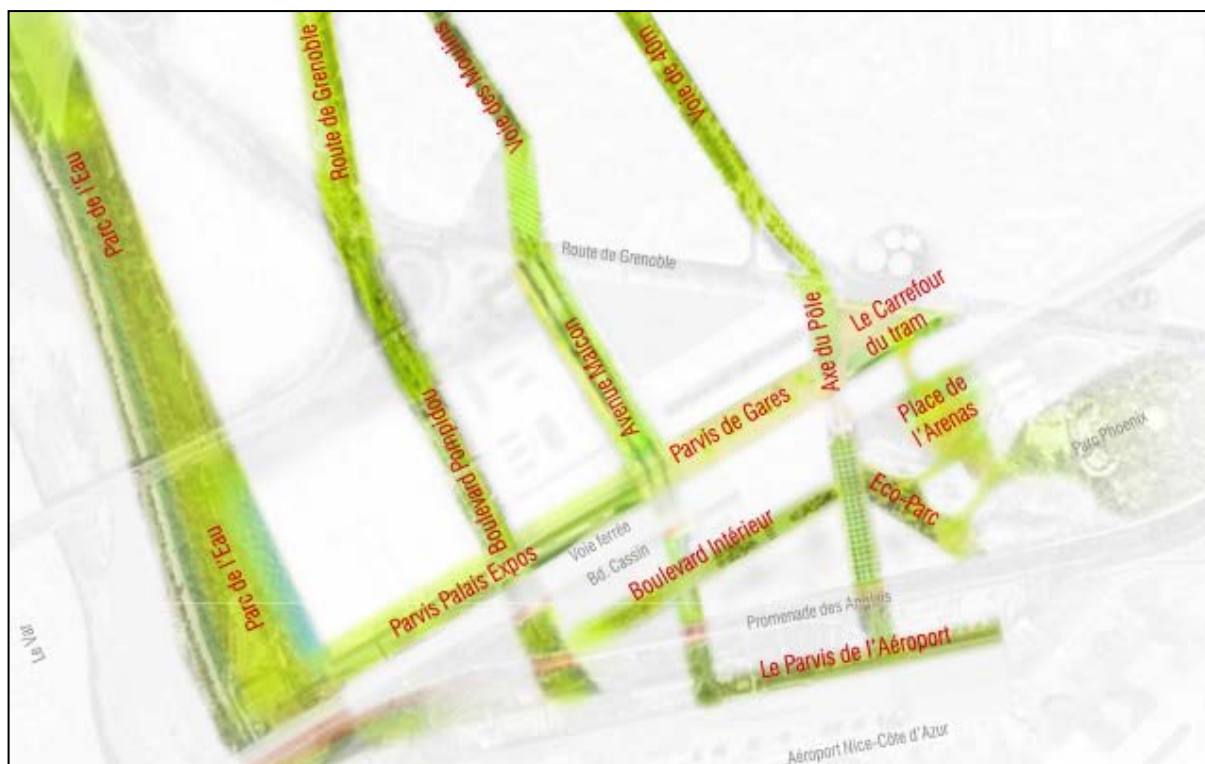 Route de Grenoble
Voie des Moulins
Voie de 40m
Parc de l'Eau
Route de Grenoble
Axe du Pôle
Le Carrefour
du tram
Avenue Maïcon
Boulevard Pompidou
Parvis de Gares
Place de
l'Arenas
Parc Phoenix
Eco-Parc
Voie ferrée
Bd. Cassin
Boulevard Intérieur
Parvis Palais Expos
Parc de l'Eau
Le Var
Promenade des Anglais
Le Parvis de l'Aéroport
Aéroport Nice-Côte d'Azur